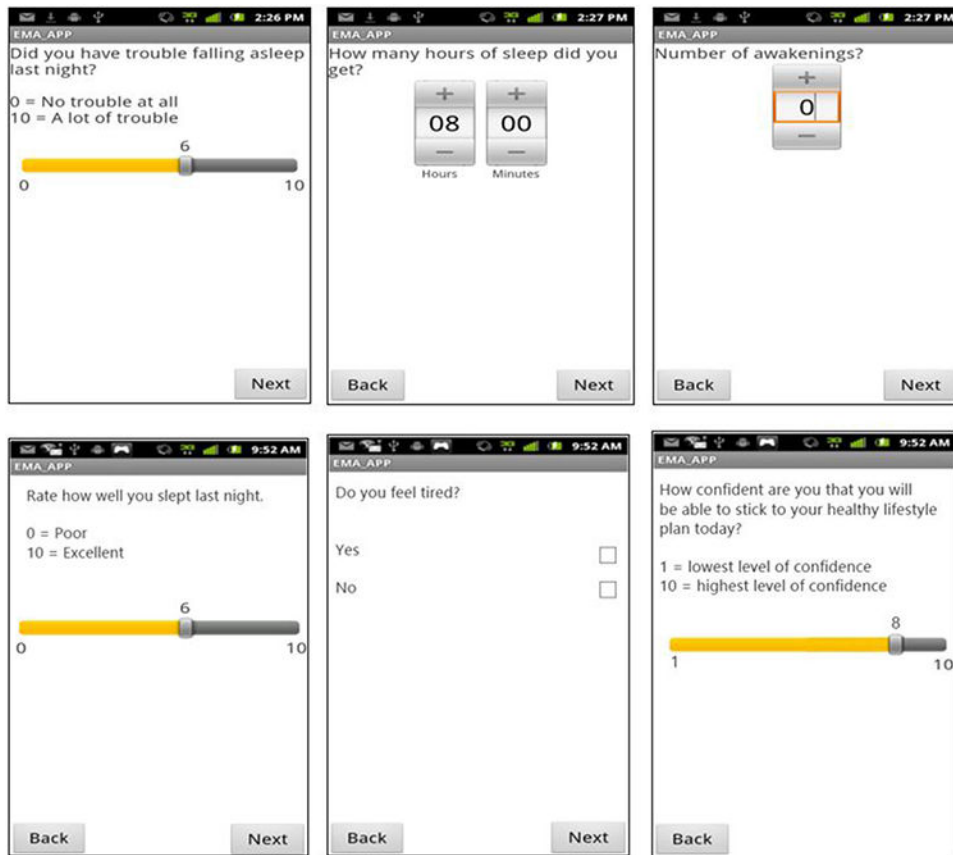 2:26 PM
EMA_APP
Did you have trouble falling asleep
last night?
0 = No trouble at all
10 = A lot of trouble
6
0 10
Next
2:27 PM
EMA_APP
How many hours of sleep did you
get?
+ +
08 00
— —
Hours Minutes
Back Next
2:27 PM
EMA_APP
Number of awakenings?
+
0
—
Back Next
9:52 AM
EMA_APP
Rate how well you slept last night.
0 = Poor
10 = Excellent
6
0 10
Back Next
9:52 AM
EMA_APP
Do you feel tired?
Yes
No
Back Next
9:52 AM
EMA_APP
How confident are you that you will
be able to stick to your healthy lifestyle
plan today?
1 = lowest level of confidence
10 = highest level of confidence
8
1 10
Back